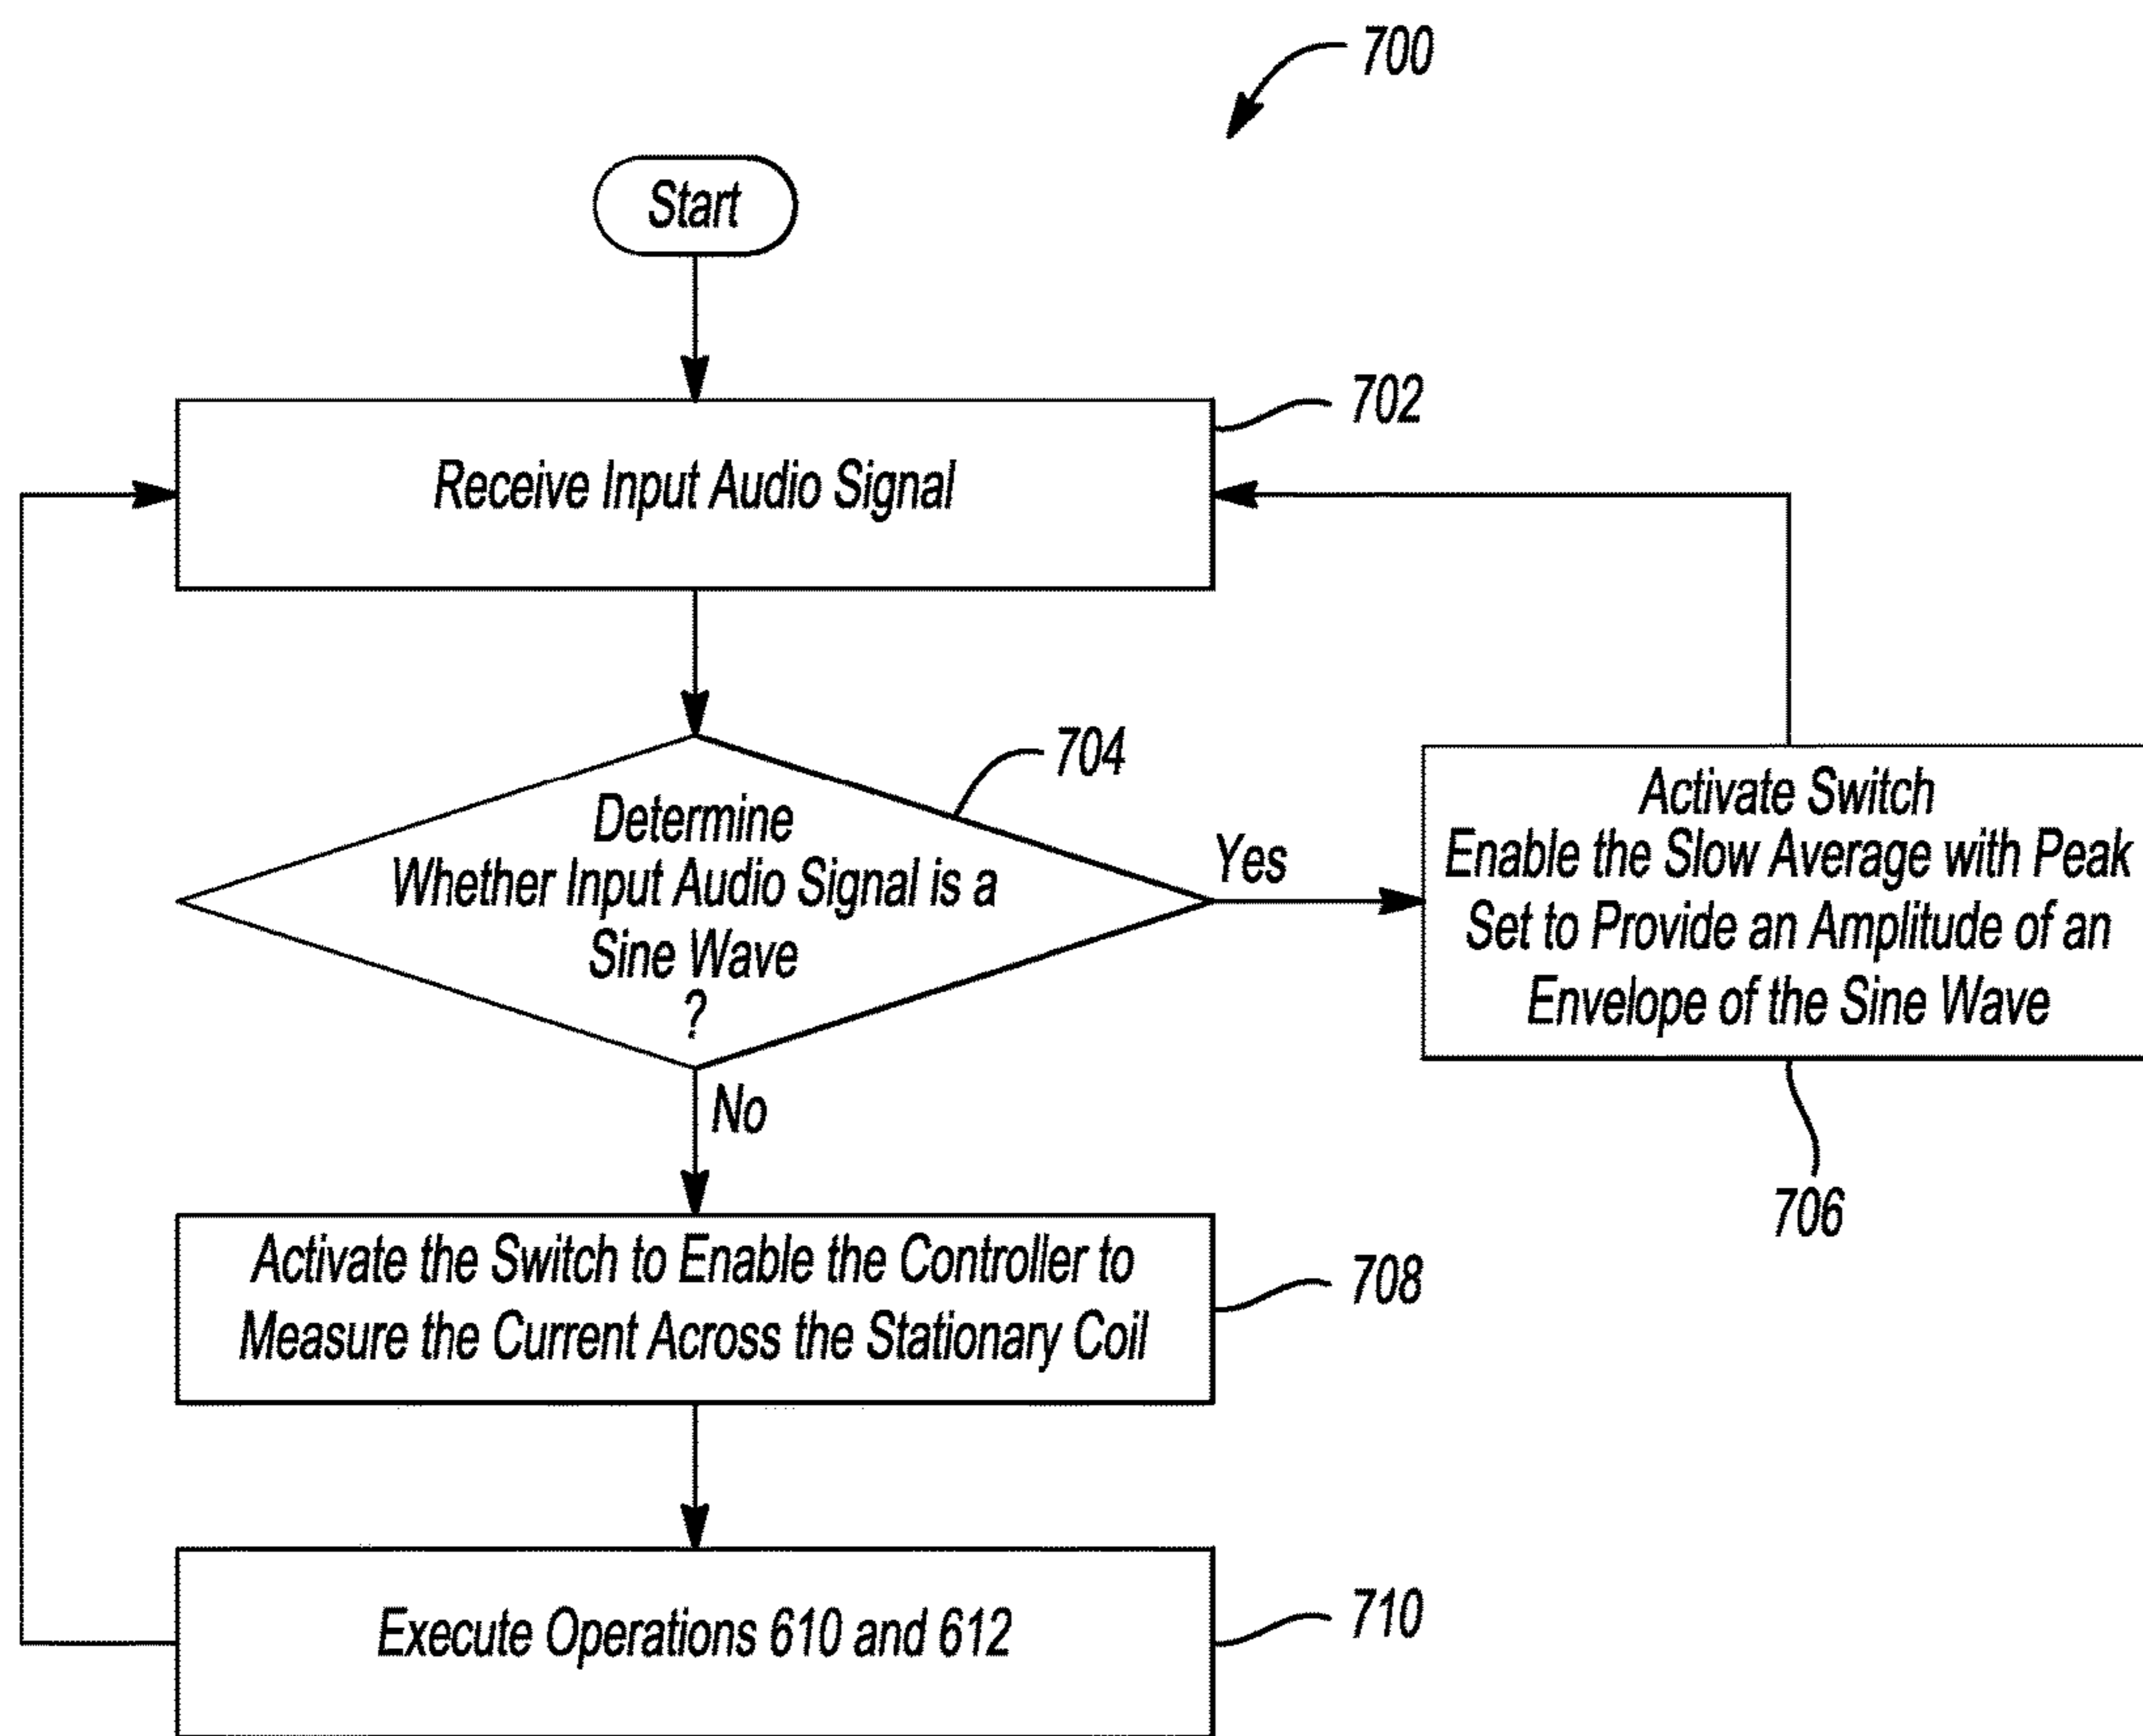 700
Start
702
Receive Input Audio Signal
704
Determine
Whether Input Audio Signal is a
Sine Wave
?
Yes
Activate Switch
Enable the Slow Average with Peak
Set to Provide an Amplitude of an
Envelope of the Sine Wave
706
No
Activate the Switch to Enable the Controller to
Measure the Current Across the Stationary Coil
708
Execute Operations 610 and 612
710